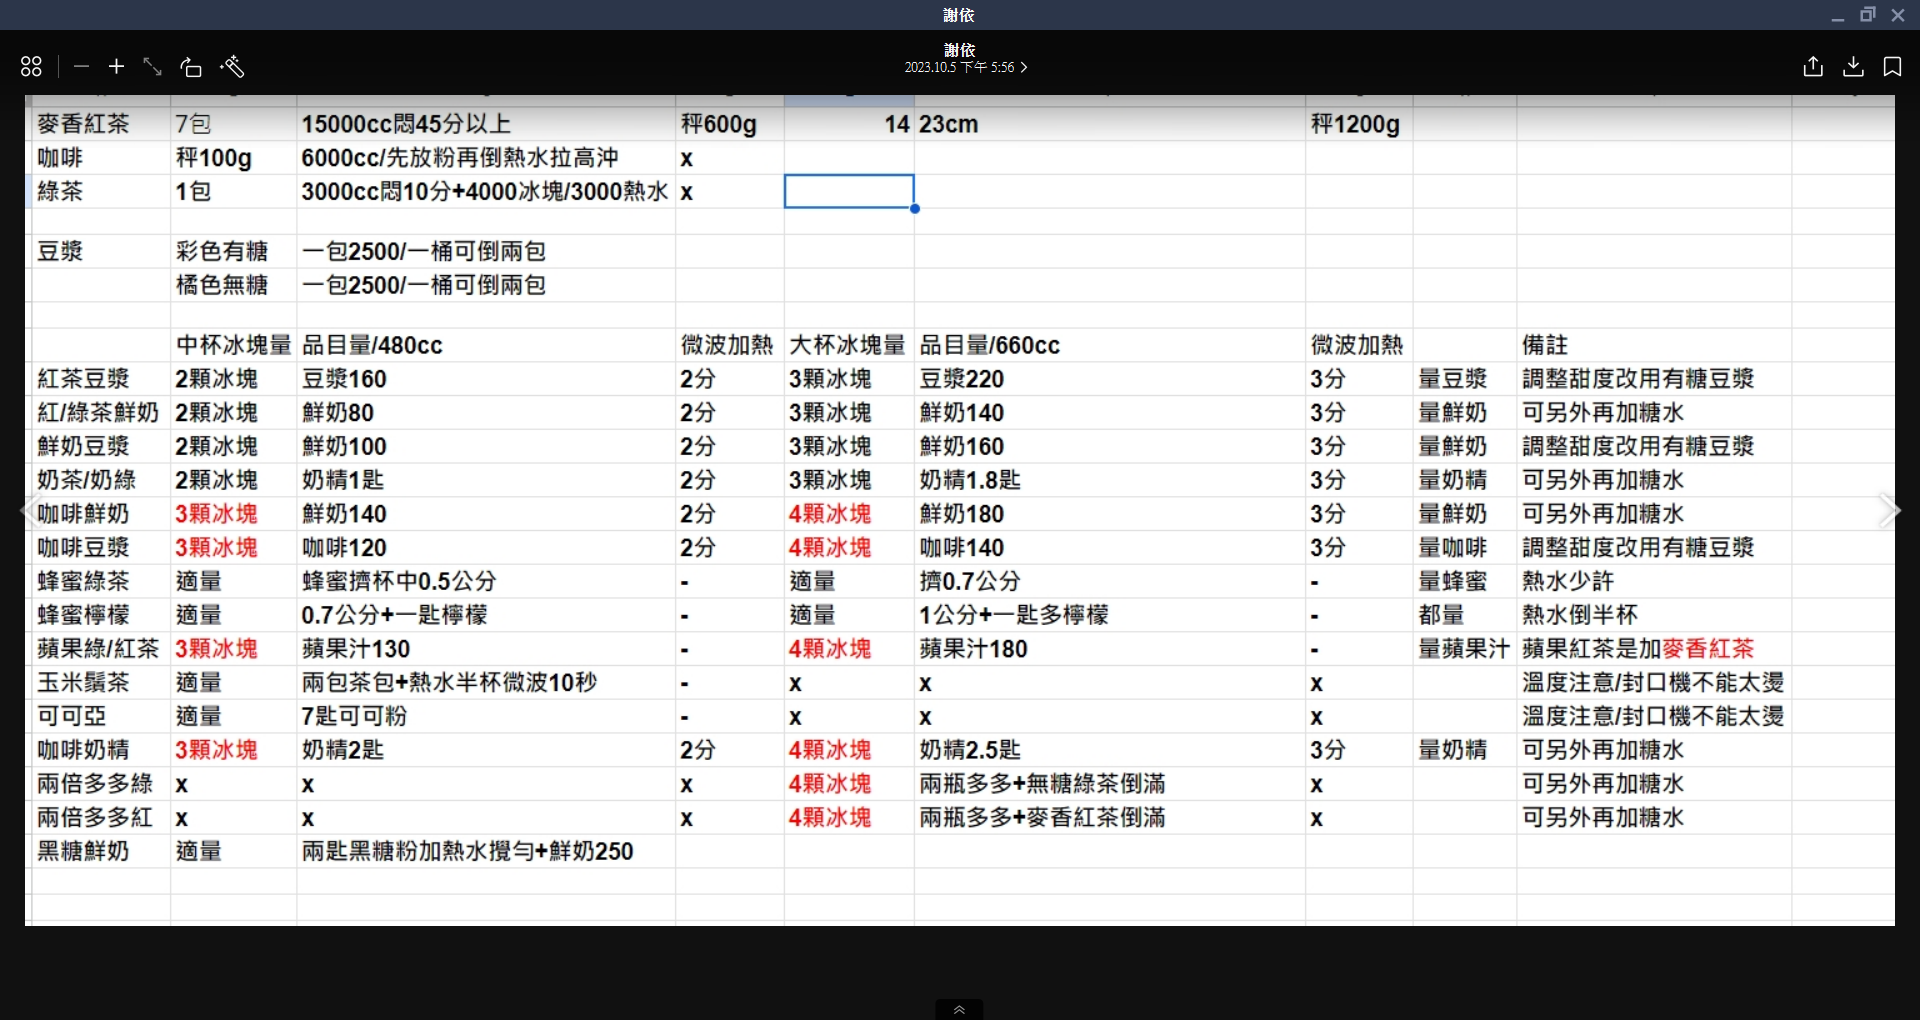 謝依
謝依
2023.10.5 下午 5:56
麥香紅茶 7包 15000cc悶45分以上 秤600g 14 23cm 秤1200g
咖啡 秤100g 6000cc/先放粉再倒熱水拉高沖 x
綠茶 1包 3000cc悶10分+4000冰塊/3000熱水 x
豆漿 彩色有糖 一包2500/一桶可倒兩包
橘色無糖 一包2500/一桶可倒兩包
中杯冰塊量 品目量/480cc 微波加熱 大杯冰塊量 品目量/660cc 微波加熱 備註
紅茶豆漿 2顆冰塊 豆漿160 2分 3顆冰塊 豆漿220 3分 量豆漿 調整甜度改用有糖豆漿
紅/綠茶鮮奶 2顆冰塊 鮮奶80 2分 3顆冰塊 鮮奶140 3分 量鮮奶 可另外再加糖水
鮮奶豆漿 2顆冰塊 鮮奶100 2分 3顆冰塊 鮮奶160 3分 量鮮奶 調整甜度改用有糖豆漿
奶茶/奶綠 2顆冰塊 奶精1匙 2分 3顆冰塊 奶精1.8匙 3分 量奶精 可另外再加糖水
咖啡鮮奶 3顆冰塊 鮮奶140 2分 4顆冰塊 鮮奶180 3分 量鮮奶 可另外再加糖水
咖啡豆漿 3顆冰塊 咖啡120 2分 4顆冰塊 咖啡140 3分 量咖啡 調整甜度改用有糖豆漿
蜂蜜綠茶 適量 蜂蜜擠杯中0.5公分 - 適量 擠0.7公分 - 量蜂蜜 熱水少許
蜂蜜檸檬 適量 0.7公分+一匙檸檬 - 適量 1公分+一匙多檸檬 - 都量 熱水倒半杯
蘋果綠/紅茶 3顆冰塊 蘋果汁130 - 4顆冰塊 蘋果汁180 - 量蘋果汁 蘋果紅茶是加麥香紅茶
玉米鬚茶 適量 兩包茶包+熱水半杯微波10秒 - x x x 溫度注意/封口機不能太燙
可可亞 適量 7匙可可粉 - x x x 溫度注意/封口機不能太燙
咖啡奶精 3顆冰塊 奶精2匙 2分 4顆冰塊 奶精2.5匙 3分 量奶精 可另外再加糖水
兩倍多多綠 x x x 4顆冰塊 兩瓶多多+無糖綠茶倒滿 x 可另外再加糖水
兩倍多多紅 x x x 4顆冰塊 兩瓶多多+麥香紅茶倒滿 x 可另外再加糖水
黑糖鮮奶 適量 兩匙黑糖粉加熱水攪勻+鮮奶250